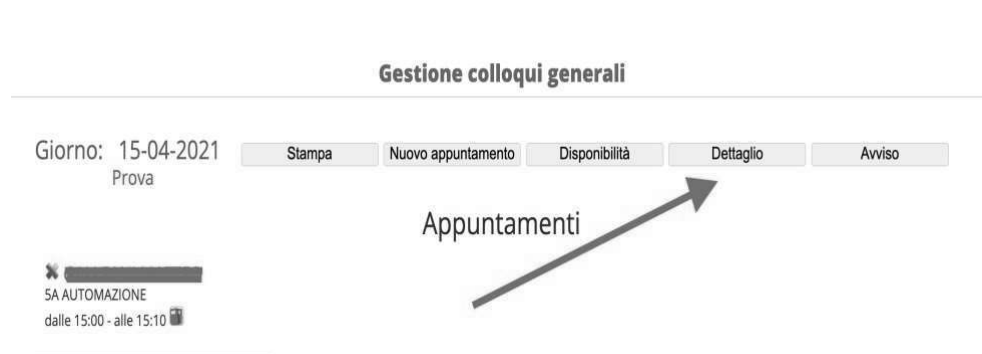 Gestione colloqui generali
Giorno: 15-04-2021 Stampa Nuovo appuntamento Disponibilità Dettaglio Avviso
Prova
Appuntamenti
5A AUTOMAZIONE
dalle 15:00 - alle 15:10